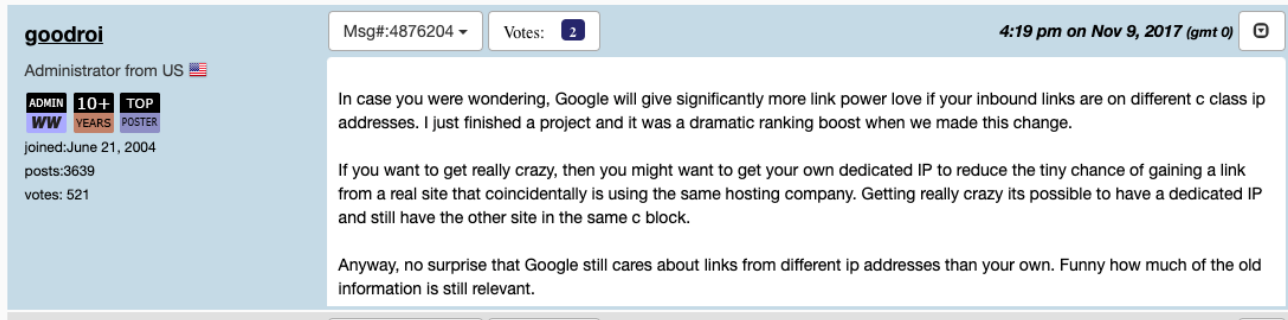 goodroi
Administrator from US
ADMIN 10+ TOP
WW YEARS POSTER
joined:June 21, 2004
posts:3639
votes: 521
Msg#:4876204 Votes: 2 4:19 pm on Nov 9, 2017 (gmt 0)
In case you were wondering, Google will give significantly more link power love if your inbound links are on different c class ip
addresses. I just finished a project and it was a dramatic ranking boost when we made this change.
If you want to get really crazy, then you might want to get your own dedicated IP to reduce the tiny chance of gaining a link
from a real site that coincidentally is using the same hosting company. Getting really crazy its possible to have a dedicated IP
and still have the other site in the same c block.
Anyway, no surprise that Google still cares about links from different ip addresses than your own. Funny how much of the old
information is still relevant.